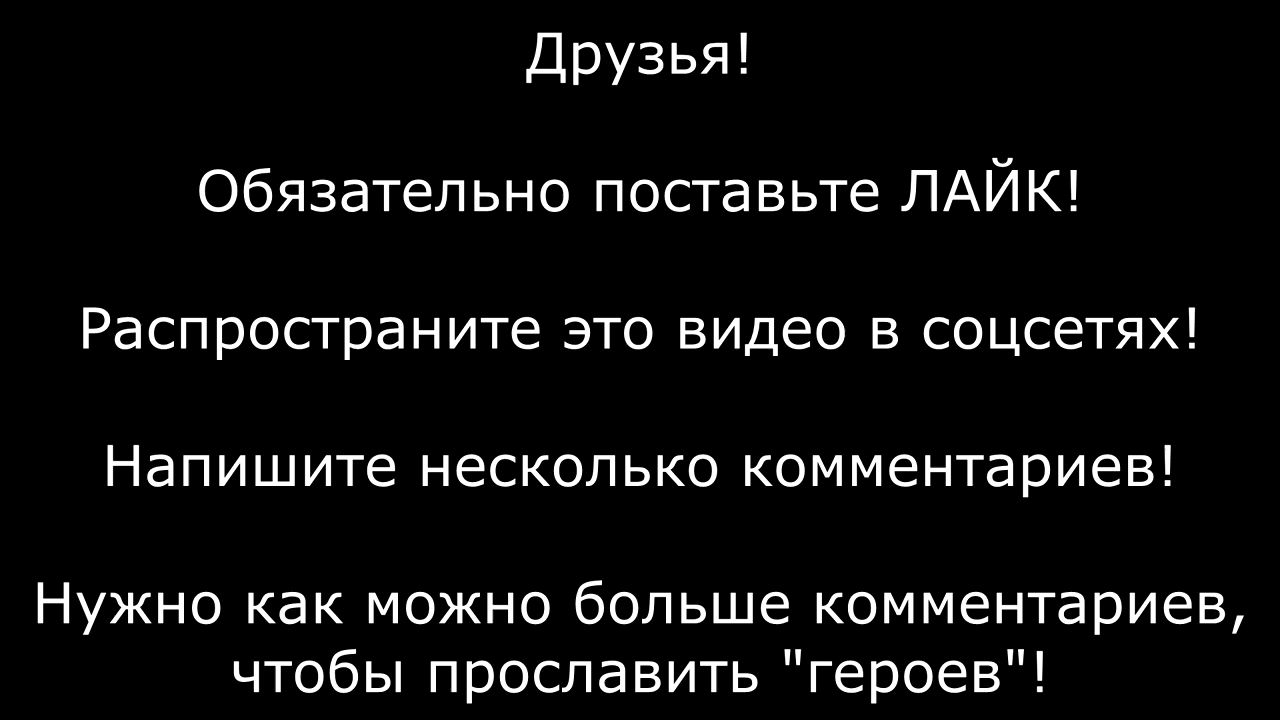 Друзья!
Обязательно поставьте ЛАЙК!
Распространите это видео в соцсетях!
Напишите несколько комментариев!
Нужно как можно больше комментариев,
чтобы прославить "героев"!